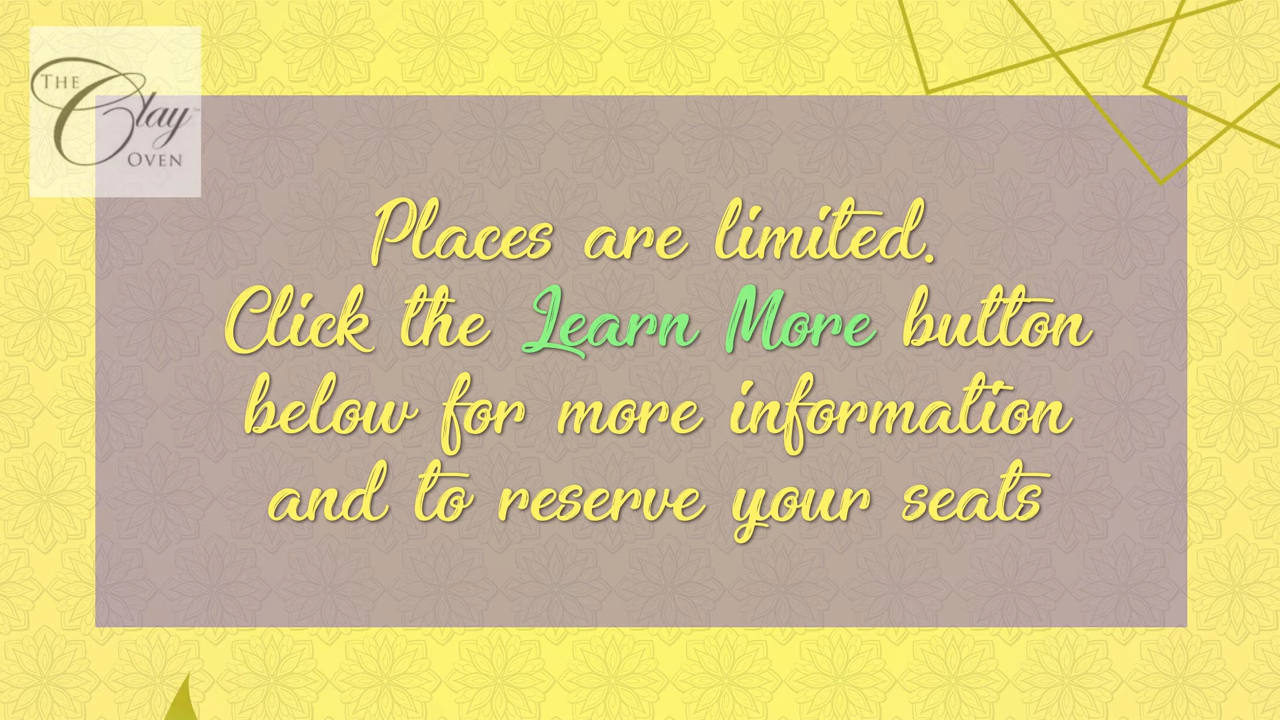 THE
Clay
OVEN
Places are limited.
Click the Learn More button
below for more information
and to reserve your seats